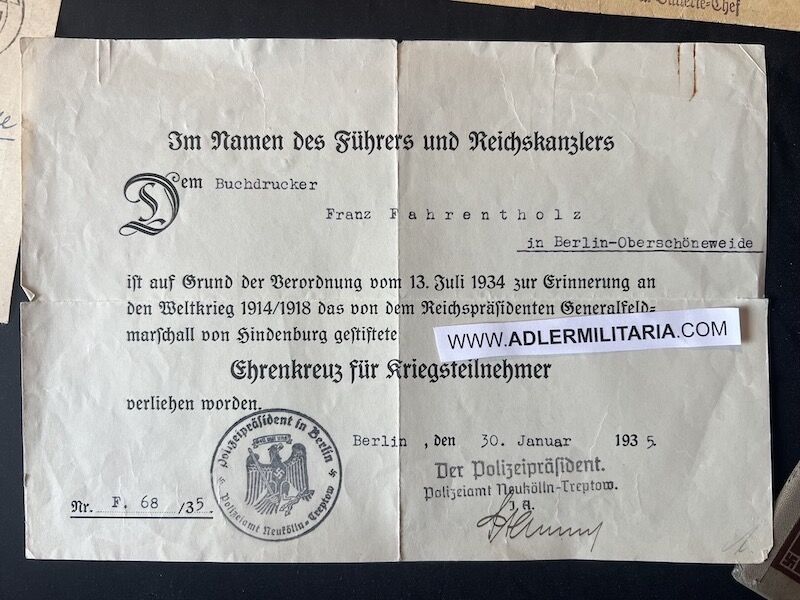 Billette-Chef
Im Namen des Führers und Reichskanzlers
Dem Buchdrucker
Franz Fahrentholz
in Berlin-Oberschöneweide
ist auf Grund der Verordnung vom 13. Juli 1934 zur Erinnerung an
den Weltkrieg 1914/1918 das von dem Reichspräsidenten Generalfeld-
marschall von Hindenburg gestiftete
WWW.ADLERMILITARIA.COM
Ehrenkreuz für Kriegsteilnehmer
verliehen worden.
Berlin, den 30. Januar 1935.
Der Polizeipräsident.
Polizeiamt Neukölln-Treptow.
J. A.
Nr. F. 68 /35
Polizeipräsident in Berlin
Polizeiamt Neukölln-Treptow